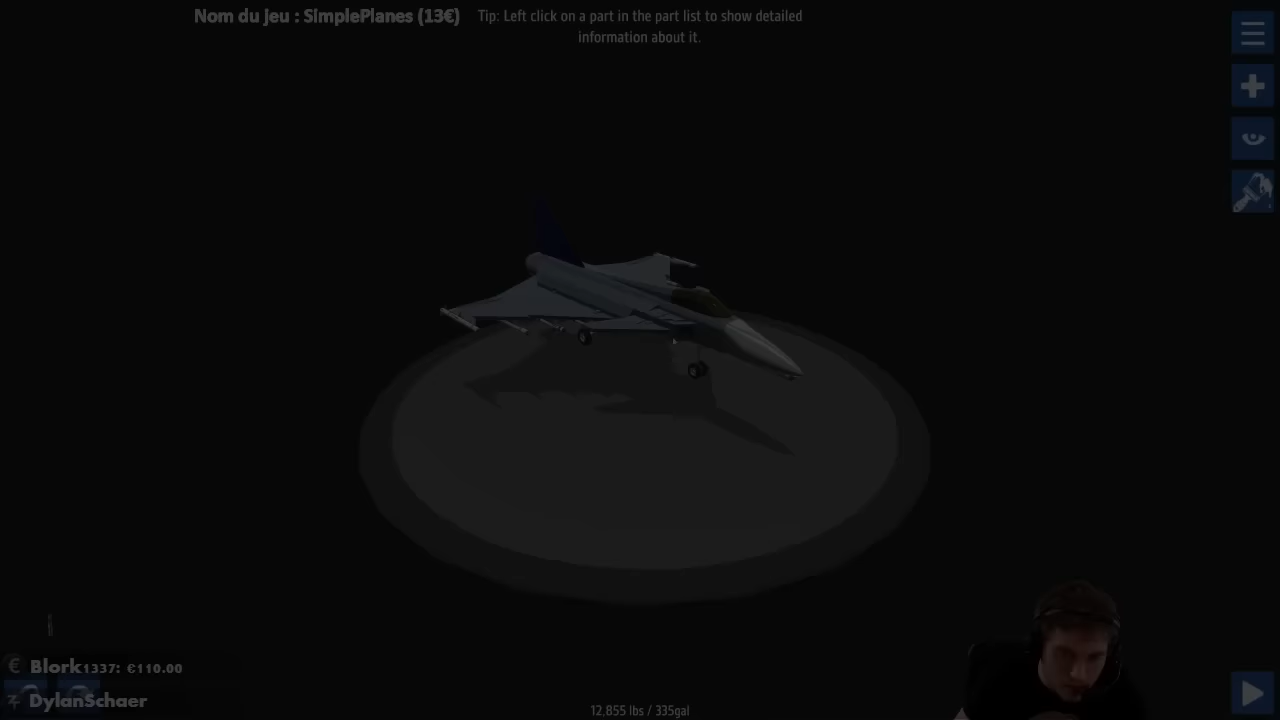 Nom du jeu : SimplePlanes (13€)
Tip: Left click on a part in the part list to show detailed
information about it.
Blork1337: €110.00
DylanSchaer
12,855 lbs / 335gal